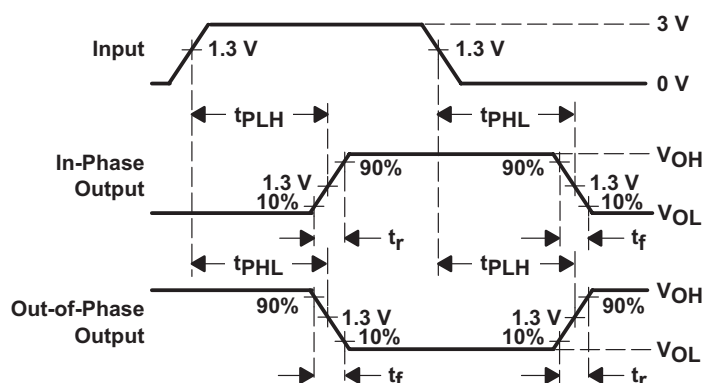 3 V
Input
1.3 V
1.3 V
0 V
tPLH
tPHL
In-Phase
Output
VOH
90%
90%
1.3 V
1.3 V
10%
10%
VOL
tr
tf
tPHL
tPLH
Out-of-Phase
Output
VOH
90%
90%
1.3 V
1.3 V
10%
10%
VOL
tf
tr